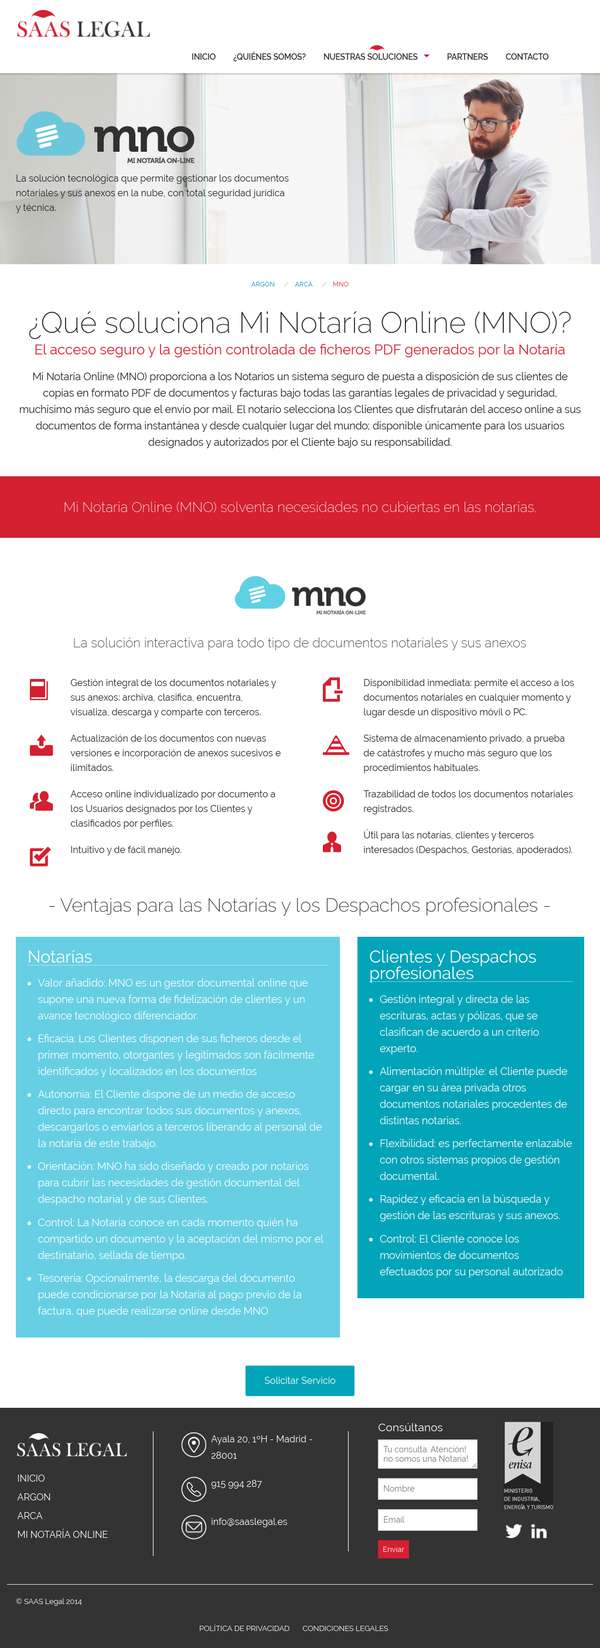 SAAS LEGAL
INICIO
¿QUIÉNES SOMOS?
NUESTRAS SOLUCIONES
PARTNERS
CONTACTO
mno
MI NOTARÍA ON-LINE
La solución tecnológica que permite gestionar los documentos
notariales y sus anexos en la nube, con total seguridad jurídica
y técnica.
ARGON / ARCA / MNO
¿Qué soluciona Mi Notaría Online (MNO)?
El acceso seguro y la gestión controlada de ficheros PDF generados por la Notaría
Mi Notaría Online (MNO) proporciona a los Notarios un sistema seguro de puesta a disposición de sus clientes de
copias en formato PDF de documentos y facturas bajo todas las garantías legales de privacidad y seguridad,
muchísimo más seguro que el envío por mail. El notario selecciona los Clientes que disfrutarán del acceso online a sus
documentos de forma instantánea y desde cualquier lugar del mundo; disponible únicamente para los usuarios
designados y autorizados por el Cliente bajo su responsabilidad.
Mi Notaria Online (MNO) solventa necesidades no cubiertas en las notarías.
mno
MI NOTARÍA ON-LINE
La solución interactiva para todo tipo de documentos notariales y sus anexos
Gestión integral de los documentos notariales y
sus anexos: archiva, clasifica, encuentra,
visualiza, descarga y comparte con terceros.
Actualización de los documentos con nuevas
versiones e incorporación de anexos sucesivos e
ilimitados.
Acceso online individualizado por documento a
los Usuarios designados por los Clientes y
clasificados por perfiles.
Intuitivo y de fácil manejo.
Disponibilidad inmediata: permite el acceso a los
documentos notariales en cualquier momento y
lugar desde un dispositivo móvil o PC.
Sistema de almacenamiento privado, a prueba
de catástrofes y mucho más seguro que los
procedimientos habituales.
Trazabilidad de todos los documentos notariales
registrados.
Útil para las notarías, clientes y terceros
interesados (Despachos, Gestorías, apoderados).
- Ventajas para las Notarías y los Despachos profesionales -
Notarías
Valor añadido: MNO es un gestor documental online que
supone una nueva forma de fidelización de clientes y un
avance tecnológico diferenciador.
Eficacia: Los Clientes disponen de sus ficheros desde el
primer momento, otorgantes y legitimados son fácilmente
identificados y localizados en los documentos
Autonomía: El Cliente dispone de un medio de acceso
directo para encontrar todos sus documentos y anexos,
descargarlos o enviarlos a terceros liberando al personal de
la notaría de este trabajo.
Orientación: MNO ha sido diseñado y creado por notarios
para cubrir las necesidades de gestión documental del
despacho notarial y de sus Clientes.
Control: La Notaría conoce en cada momento quién ha
compartido un documento y la aceptación del mismo por el
destinatario, sellada de tiempo.
Tesorería: Opcionalmente, la descarga del documento
puede condicionarse por la Notaría al pago previo de la
factura, que puede realizarse online desde MNO
Clientes y Despachos
profesionales
Gestión integral y directa de las
escrituras, actas y pólizas, que se
clasifican de acuerdo a un criterio
experto.
Alimentación múltiple: el Cliente puede
cargar en su área privada otros
documentos notariales procedentes de
distintas notarías.
Flexibilidad: es perfectamente enlazable
con otros sistemas propios de gestión
documental.
Rapidez y eficacia en la búsqueda y
gestión de las escrituras y sus anexos.
Control: El Cliente conoce los
movimientos de documentos
efectuados por su personal autorizado
Solicitar Servicio
SAAS LEGAL
INICIO
ARGON
ARCA
MI NOTARÍA ONLINE
Ayala 20, 1ºH - Madrid -
28001
915 994 287
info@saaslegal.es
Consúltanos
Tu consulta. Atención!
no somos una Notaria!
Nombre
Email
Enviar
e
enisa
MINISTERIO
DE INDUSTRIA,
ENERGÍA Y TURISMO
© SAAS Legal 2014
POLÍTICA DE PRIVACIDAD
CONDICIONES LEGALES